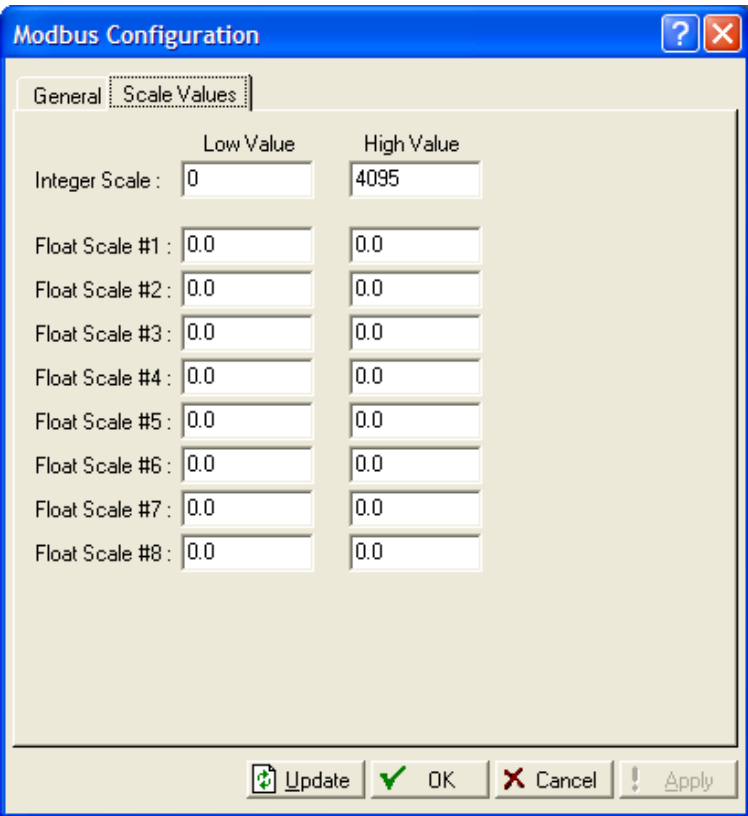 Modbus Configuration
?
General Scale Values
Low Value High Value
Integer Scale : 0 4095
Float Scale #1 : 0.0 0.0
Float Scale #2 : 0.0 0.0
Float Scale #3 : 0.0 0.0
Float Scale #4 : 0.0 0.0
Float Scale #5 : 0.0 0.0
Float Scale #6 : 0.0 0.0
Float Scale #7 : 0.0 0.0
Float Scale #8 : 0.0 0.0
Update OK Cancel ! Apply